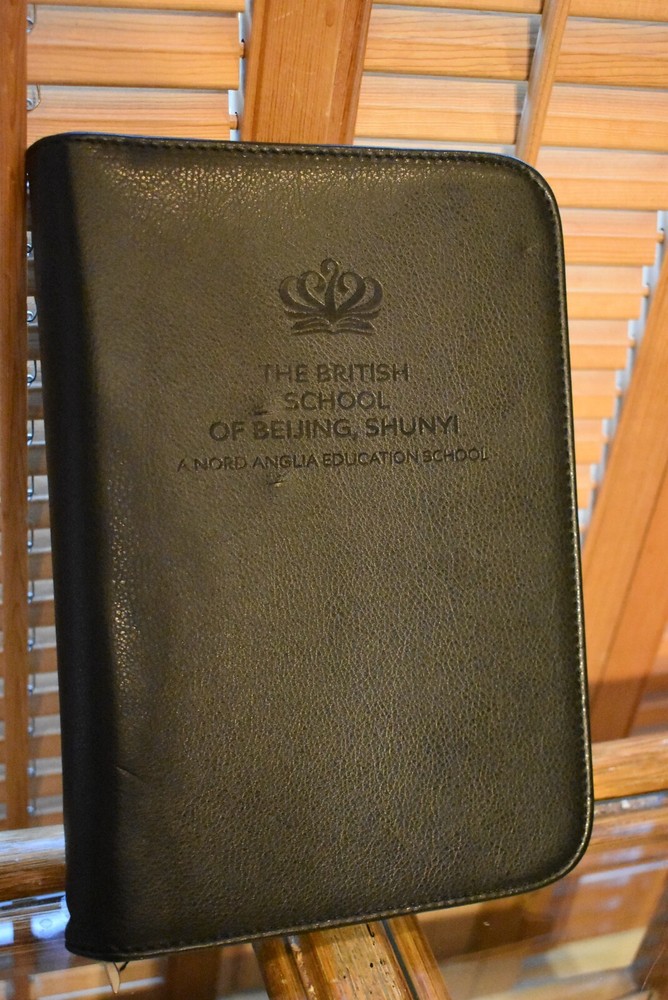 THE BRITISH
SCHOOL
OF BEIJING, SHUNYI
A NORD ANGLIA EDUCATION SCHOOL